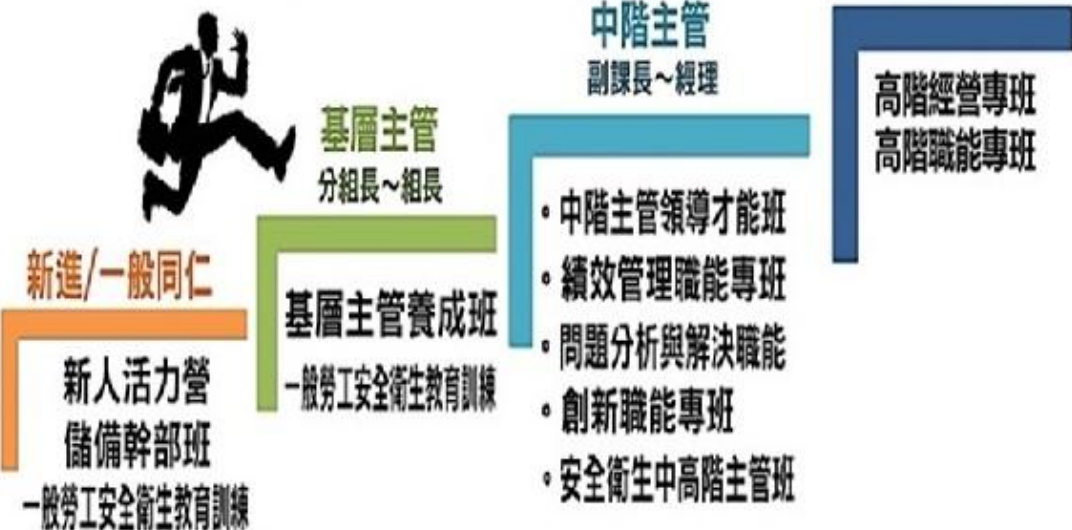 新進/一般同仁
新人活力營
儲備幹部班
一般勞工安全衛生教育訓練
基層主管
分組長～組長
基層主管養成班
一般勞工安全衛生教育訓練
中階主管
副課長～經理
•中階主管領導才能班
•績效管理職能專班
•問題分析與解決職能
•創新職能專班
•安全衛生中高階主管班
高階經營專班
高階職能專班